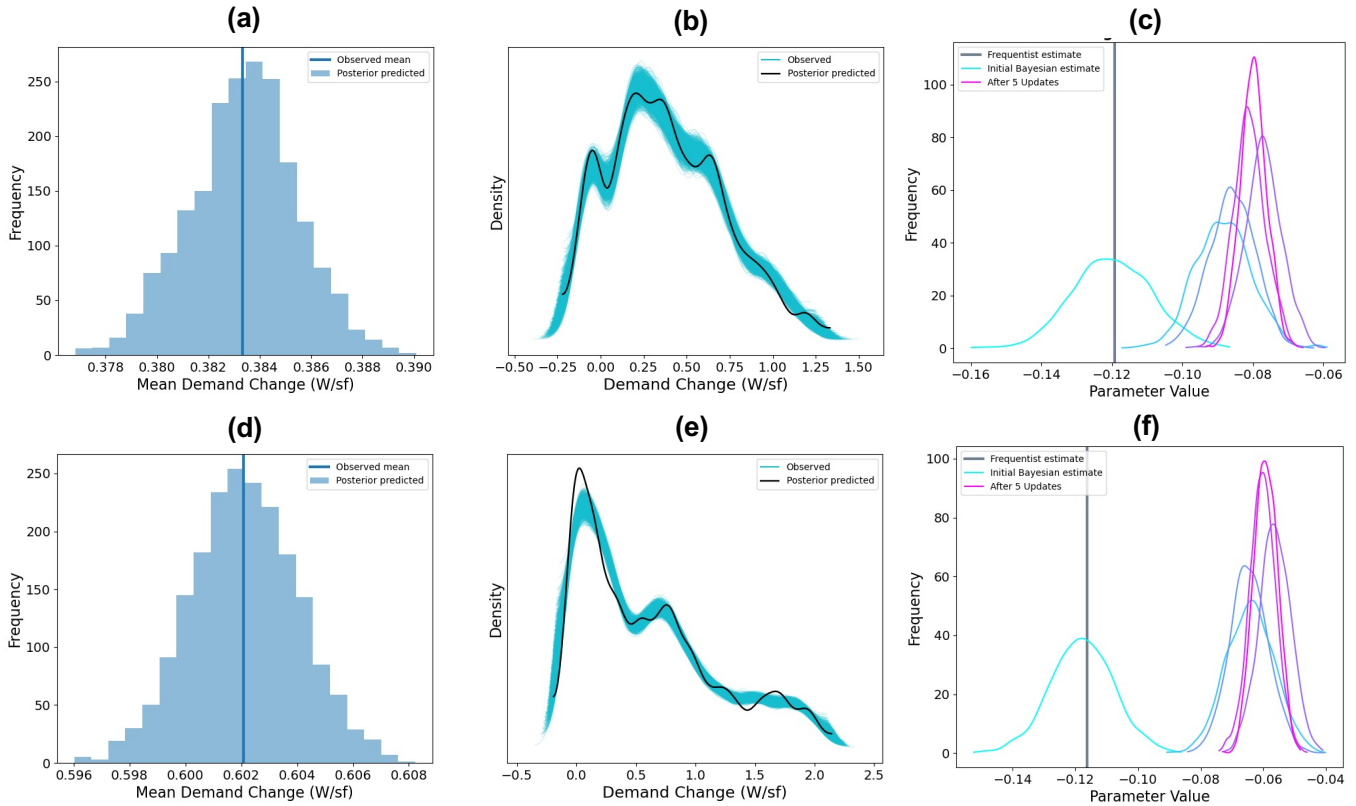 (a)
(b)
(c)
Observed mean
Posterior predicted
Frequency
250
200
150
100
50
0
0.378
0.380
0.382
0.384
0.386
0.388
0.390
Mean Demand Change (W/sf)
Observed
Posterior predicted
Density
−0.50
−0.25
0.00
0.25
0.50
0.75
1.00
1.25
1.50
Demand Change (W/sf)
Frequentist estimate
Initial Bayesian estimate
After 5 Updates
Frequency
100
80
60
40
20
0
−0.16
−0.14
−0.12
−0.10
−0.08
−0.06
Parameter Value
(d)
(e)
(f)
Observed mean
Posterior predicted
Frequency
250
200
150
100
50
0
0.596
0.598
0.600
0.602
0.604
0.606
0.608
Mean Demand Change (W/sf)
Observed
Posterior predicted
Density
−0.5
0.0
0.5
1.0
1.5
2.0
2.5
Demand Change (W/sf)
Frequentist estimate
Initial Bayesian estimate
After 5 Updates
Frequency
100
80
60
40
20
0
−0.14
−0.12
−0.10
−0.08
−0.06
−0.04
Parameter Value